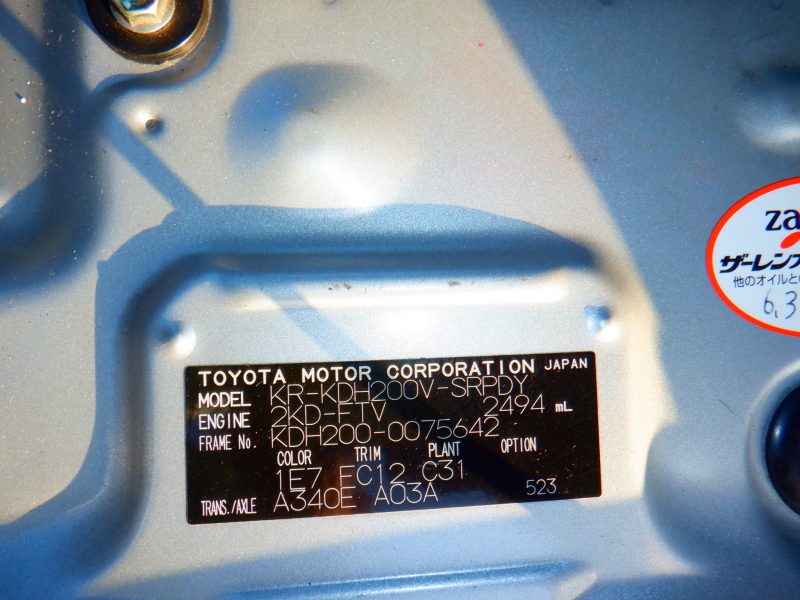 TOYOTA MOTOR CORPORATION JAPAN
MODEL KR-KDH200V-SRPDY
ENGINE 2KD-FTV 2494 mL
FRAME No. KDH200-0075642
COLOR TRIM PLANT OPTION
1E7 FC12 C31
TRANS./AXLE A340E A03A 523
za
ザーレンオ
他のオイルと
6,3